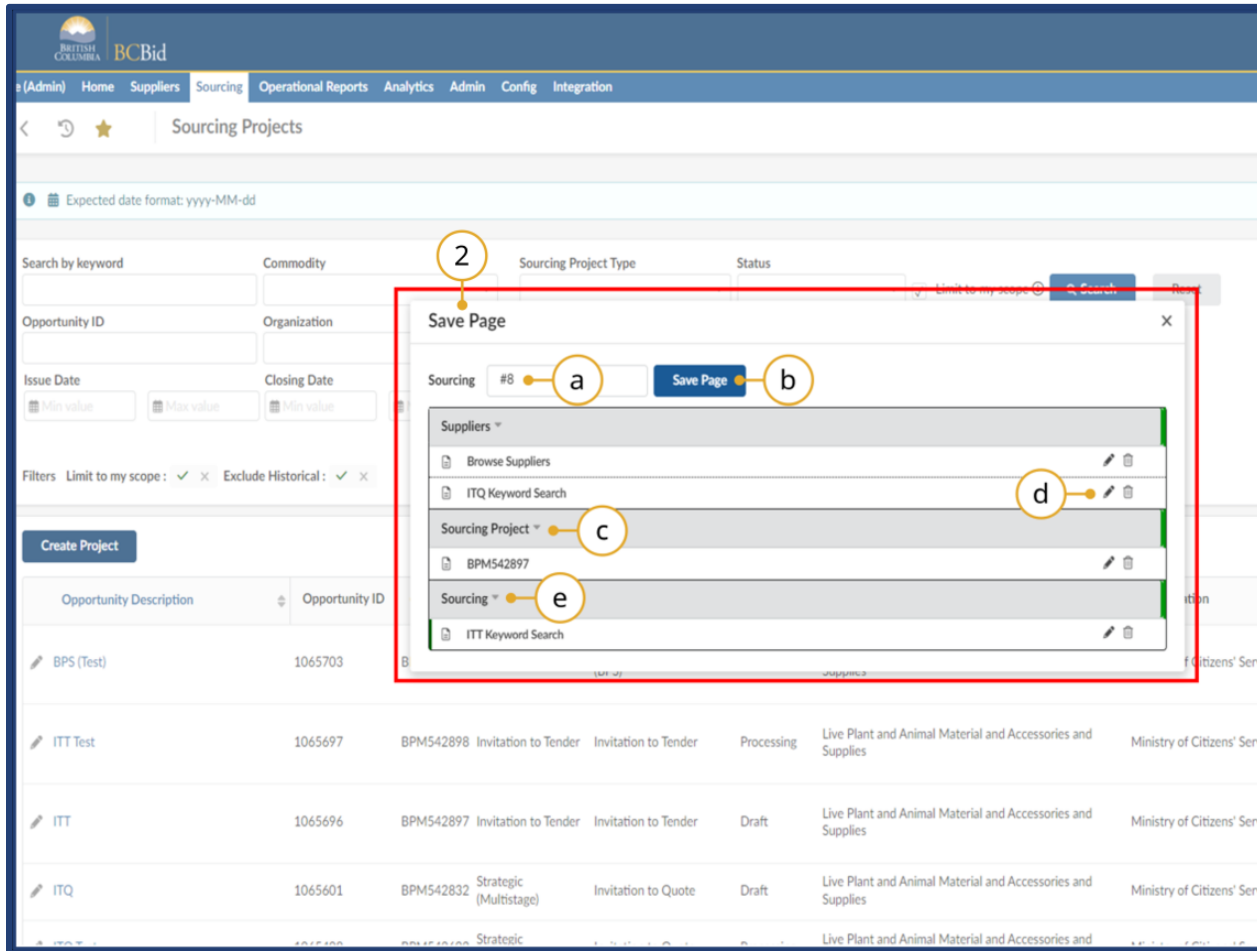 BRITISH
COLUMBIA
BCBid
e (Admin) Home Suppliers Sourcing Operational Reports Analytics Admin Config Integration
Sourcing Projects
Expected date format: yyyy-MM-dd
2
Search by keyword Commodity Sourcing Project Type Status
Limit to my scope Search Reset
Opportunity ID Organization
Save Page
Sourcing #8 a Save Page b
Issue Date Closing Date
Min value Max value Min value
Suppliers
Browse Suppliers
ITQ Keyword Search d
Filters Limit to my scope : Exclude Historical :
Sourcing Project c
BPM542897
Sourcing e
ITT Keyword Search
Create Project
Opportunity Description Opportunity ID
BPS (Test) 1065703
ITT Test 1065697 BPM542898 Invitation to Tender Invitation to Tender Processing Live Plant and Animal Material and Accessories and Ministry of Citizens' Ser
Supplies
ITT 1065696 BPM542897 Invitation to Tender Invitation to Tender Draft Live Plant and Animal Material and Accessories and Ministry of Citizens' Ser
Supplies
ITQ 1065601 BPM542832 Strategic Invitation to Quote Draft Live Plant and Animal Material and Accessories and Ministry of Citizens' Ser
(Multistage) Supplies
Strategic Live Plant and Animal Material and Accessories and